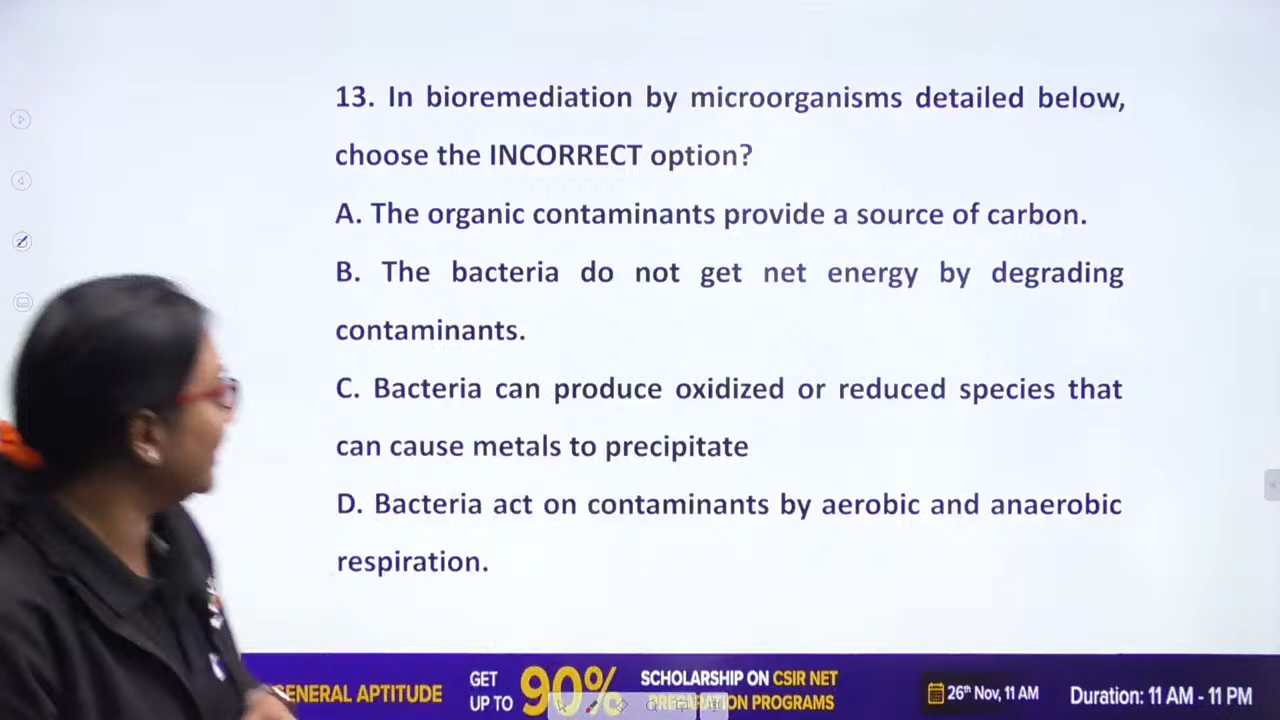 13. In bioremediation by microorganisms detailed below,
choose the INCORRECT option?
A. The organic contaminants provide a source of carbon.
B. The bacteria do not get net energy by degrading
contaminants.
C. Bacteria can produce oxidized or reduced species that
can cause metals to precipitate
D. Bacteria act on contaminants by aerobic and anaerobic
respiration.
GENERAL APTITUDE
GET
UP TO
90%
SCHOLARSHIP ON CSIR NET
PREPARATION PROGRAMS
26th Nov, 11 AM
Duration: 11 AM - 11 PM